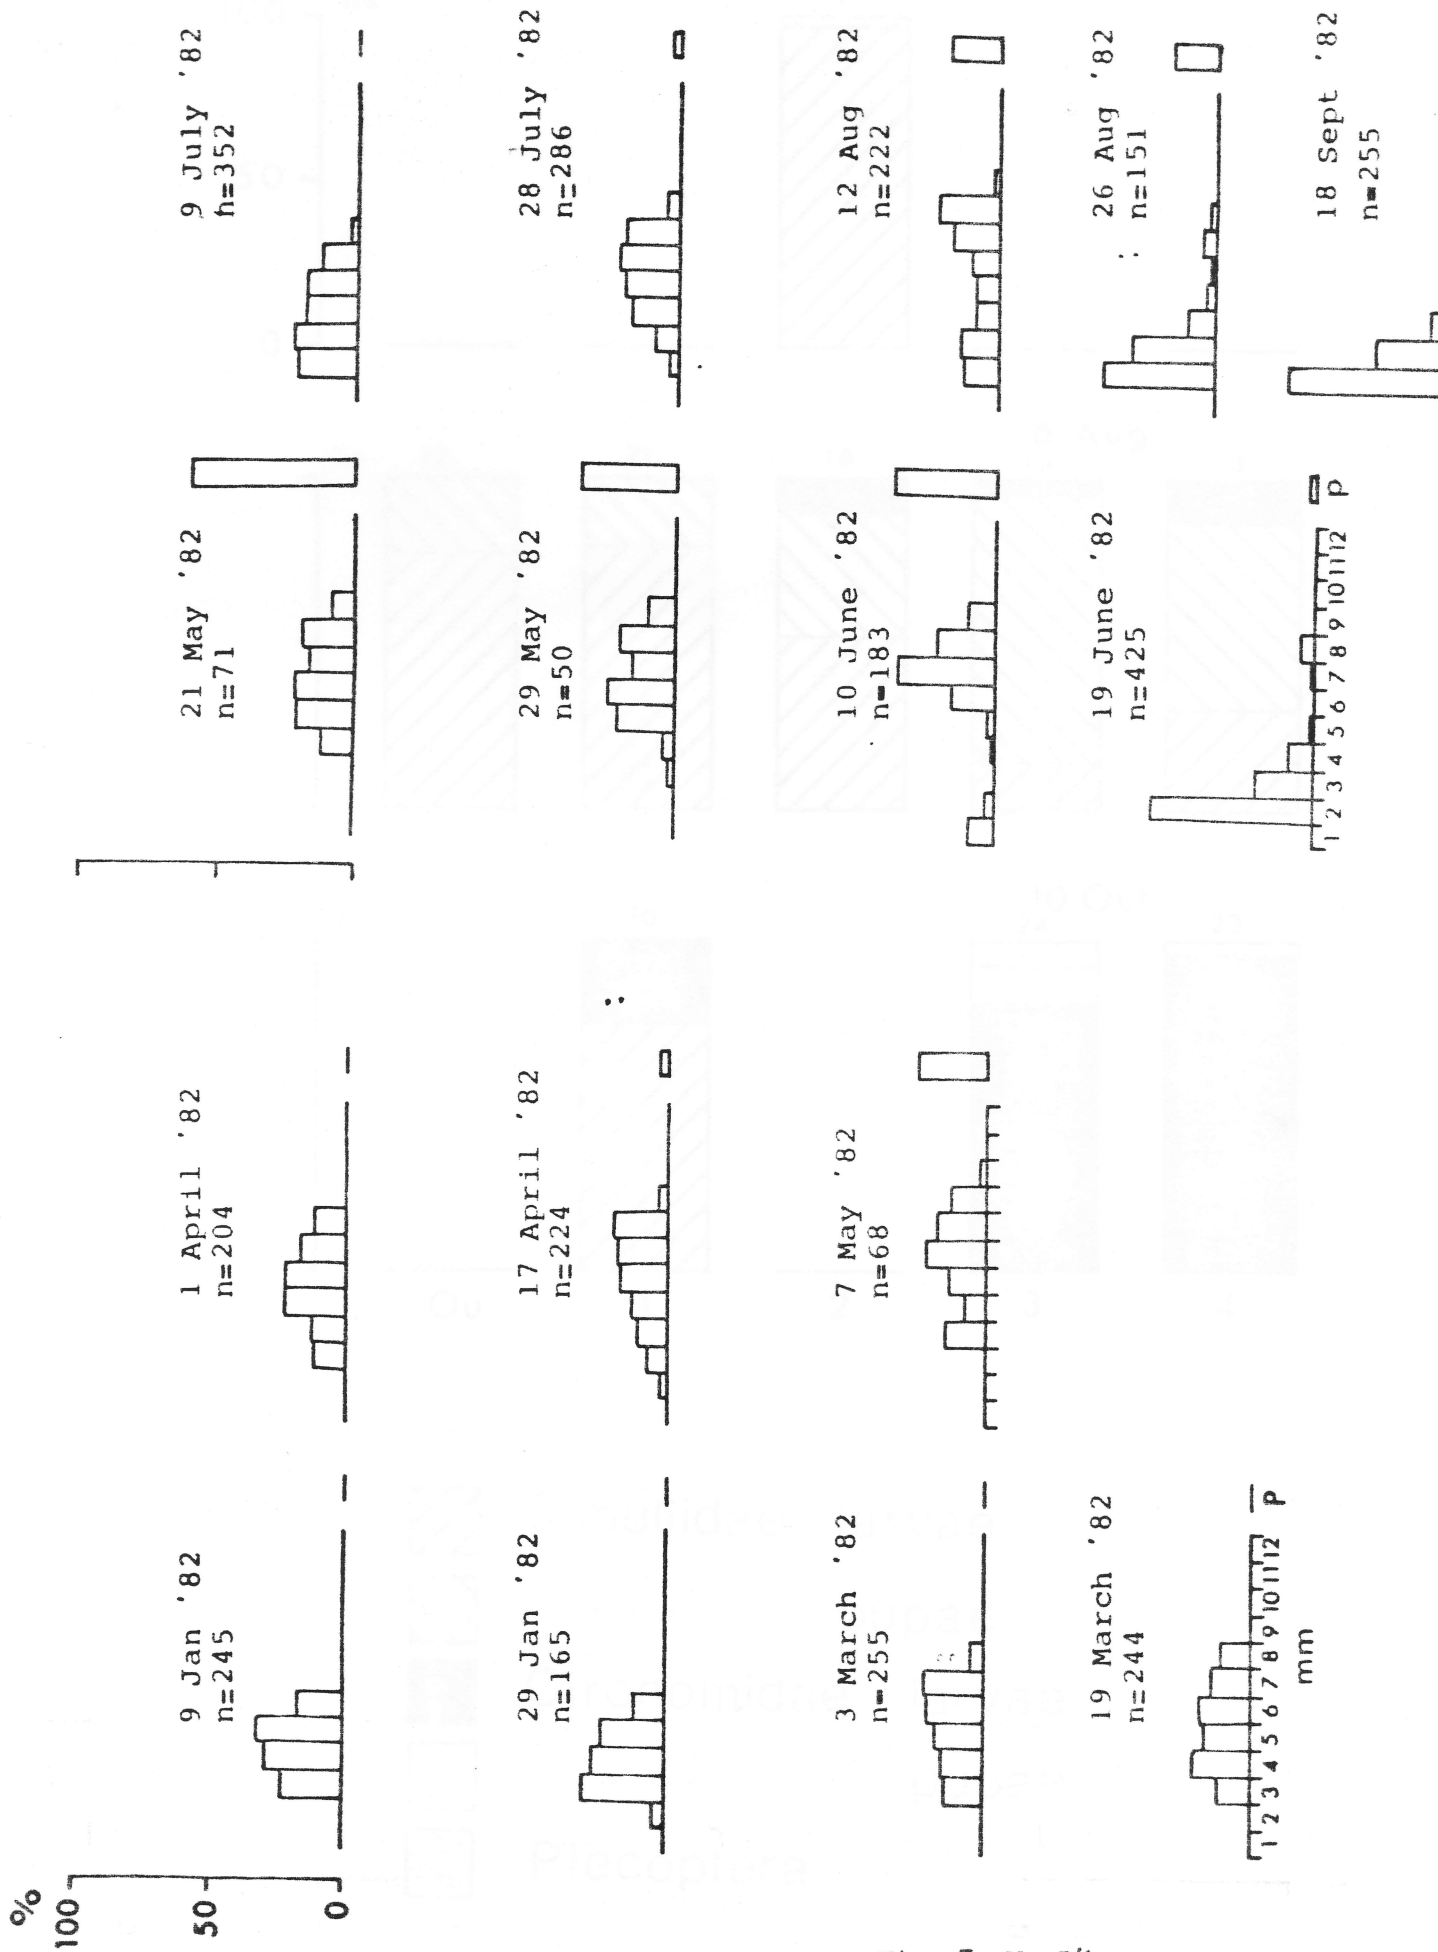 %
100
50
0
9 Jan '82
n=245
29 Jan '82
n=165
3 March '82
n=255
19 March '82
n=244
1 2 3 4 5 6 7 8 9 10 11 12 P
mm
1 April '82
n=204
17 April '82
n=224
7 May '82
n=68
21 May '82
n=71
29 May '82
n=50
10 June '82
n=183
19 June '82
n=425
1 2 3 4 5 6 7 8 9 10 11 12 P
9 July '82
h=352
28 July '82
n=286
12 Aug '82
n=222
26 Aug '82
n=151
18 Sept '82
n=255